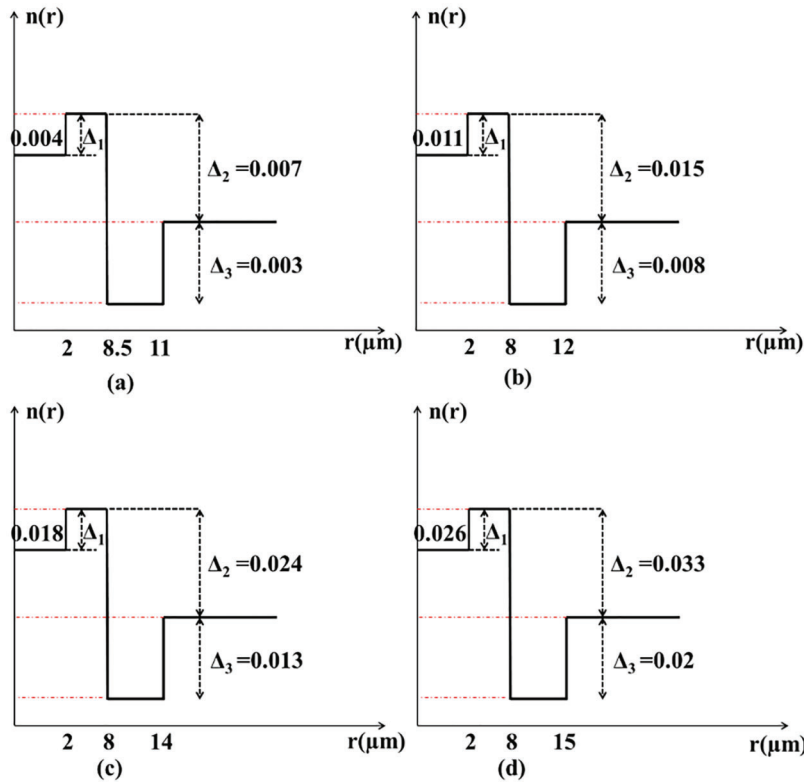 n(r)
0.004
Δ₁
Δ₂ =0.007
Δ₃ =0.003
2 8.5 11 r(μm)
(a)
n(r)
0.011
Δ₁
Δ₂ =0.015
Δ₃ =0.008
2 8 12 r(μm)
(b)
n(r)
0.018
Δ₁
Δ₂ =0.024
Δ₃ =0.013
2 8 14 r(μm)
(c)
n(r)
0.026
Δ₁
Δ₂ =0.033
Δ₃ =0.02
2 8 15 r(μm)
(d)